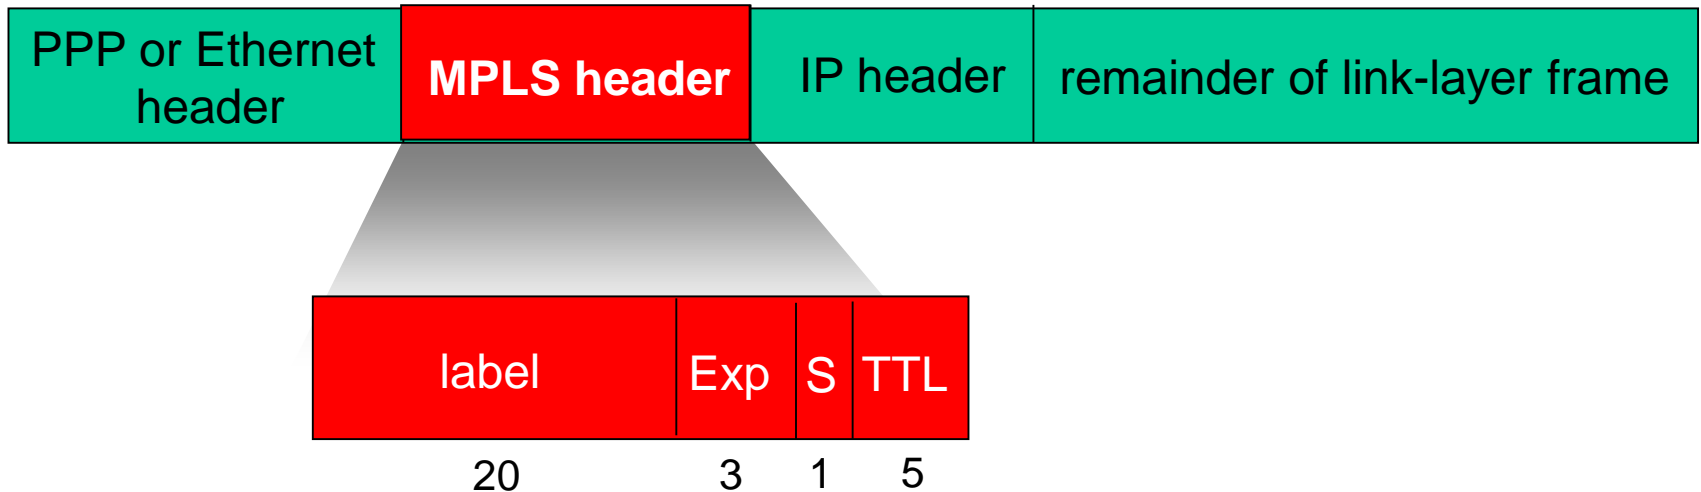 PPP or Ethernet
header
MPLS header
IP header
remainder of link-layer frame
label
Exp
S
TTL
20
3
1
5